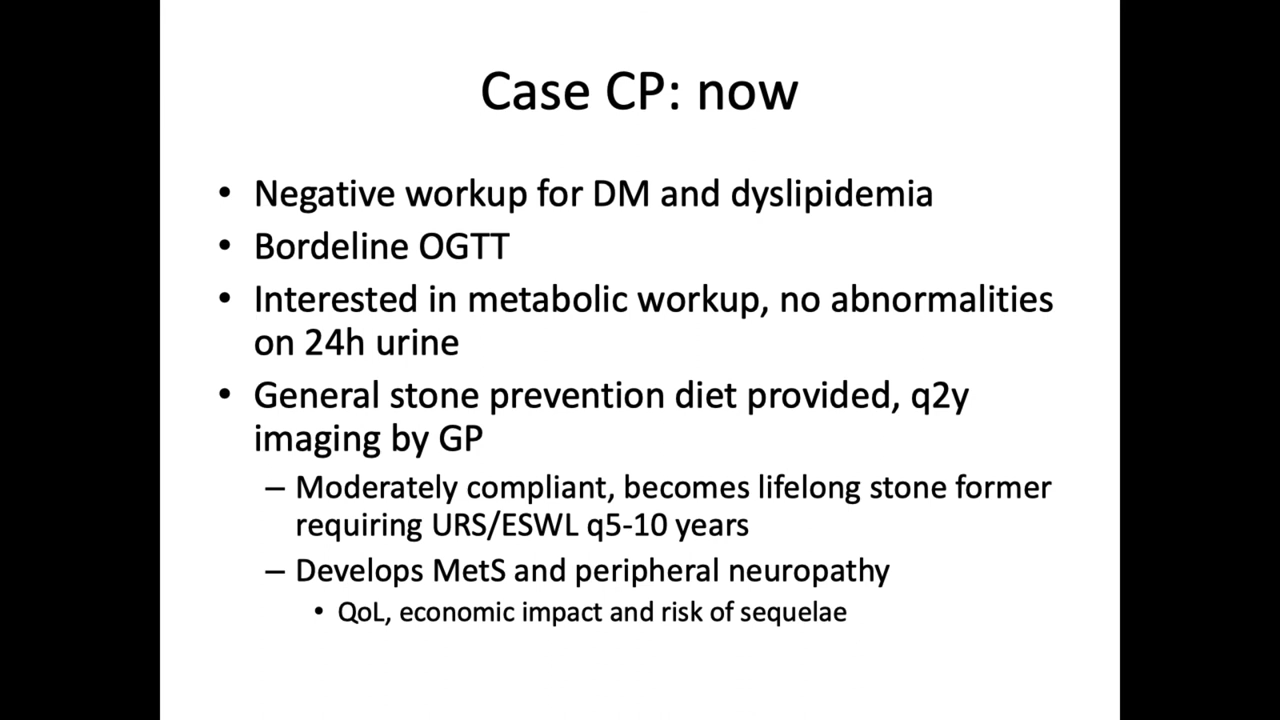 Case CP: now
• Negative workup for DM and dyslipidemia
• Bordeline OGTT
• Interested in metabolic workup, no abnormalities
on 24h urine
• General stone prevention diet provided, q2y
imaging by GP
– Moderately compliant, becomes lifelong stone former
requiring URS/ESWL q5-10 years
– Develops MetS and peripheral neuropathy
• QoL, economic impact and risk of sequelae